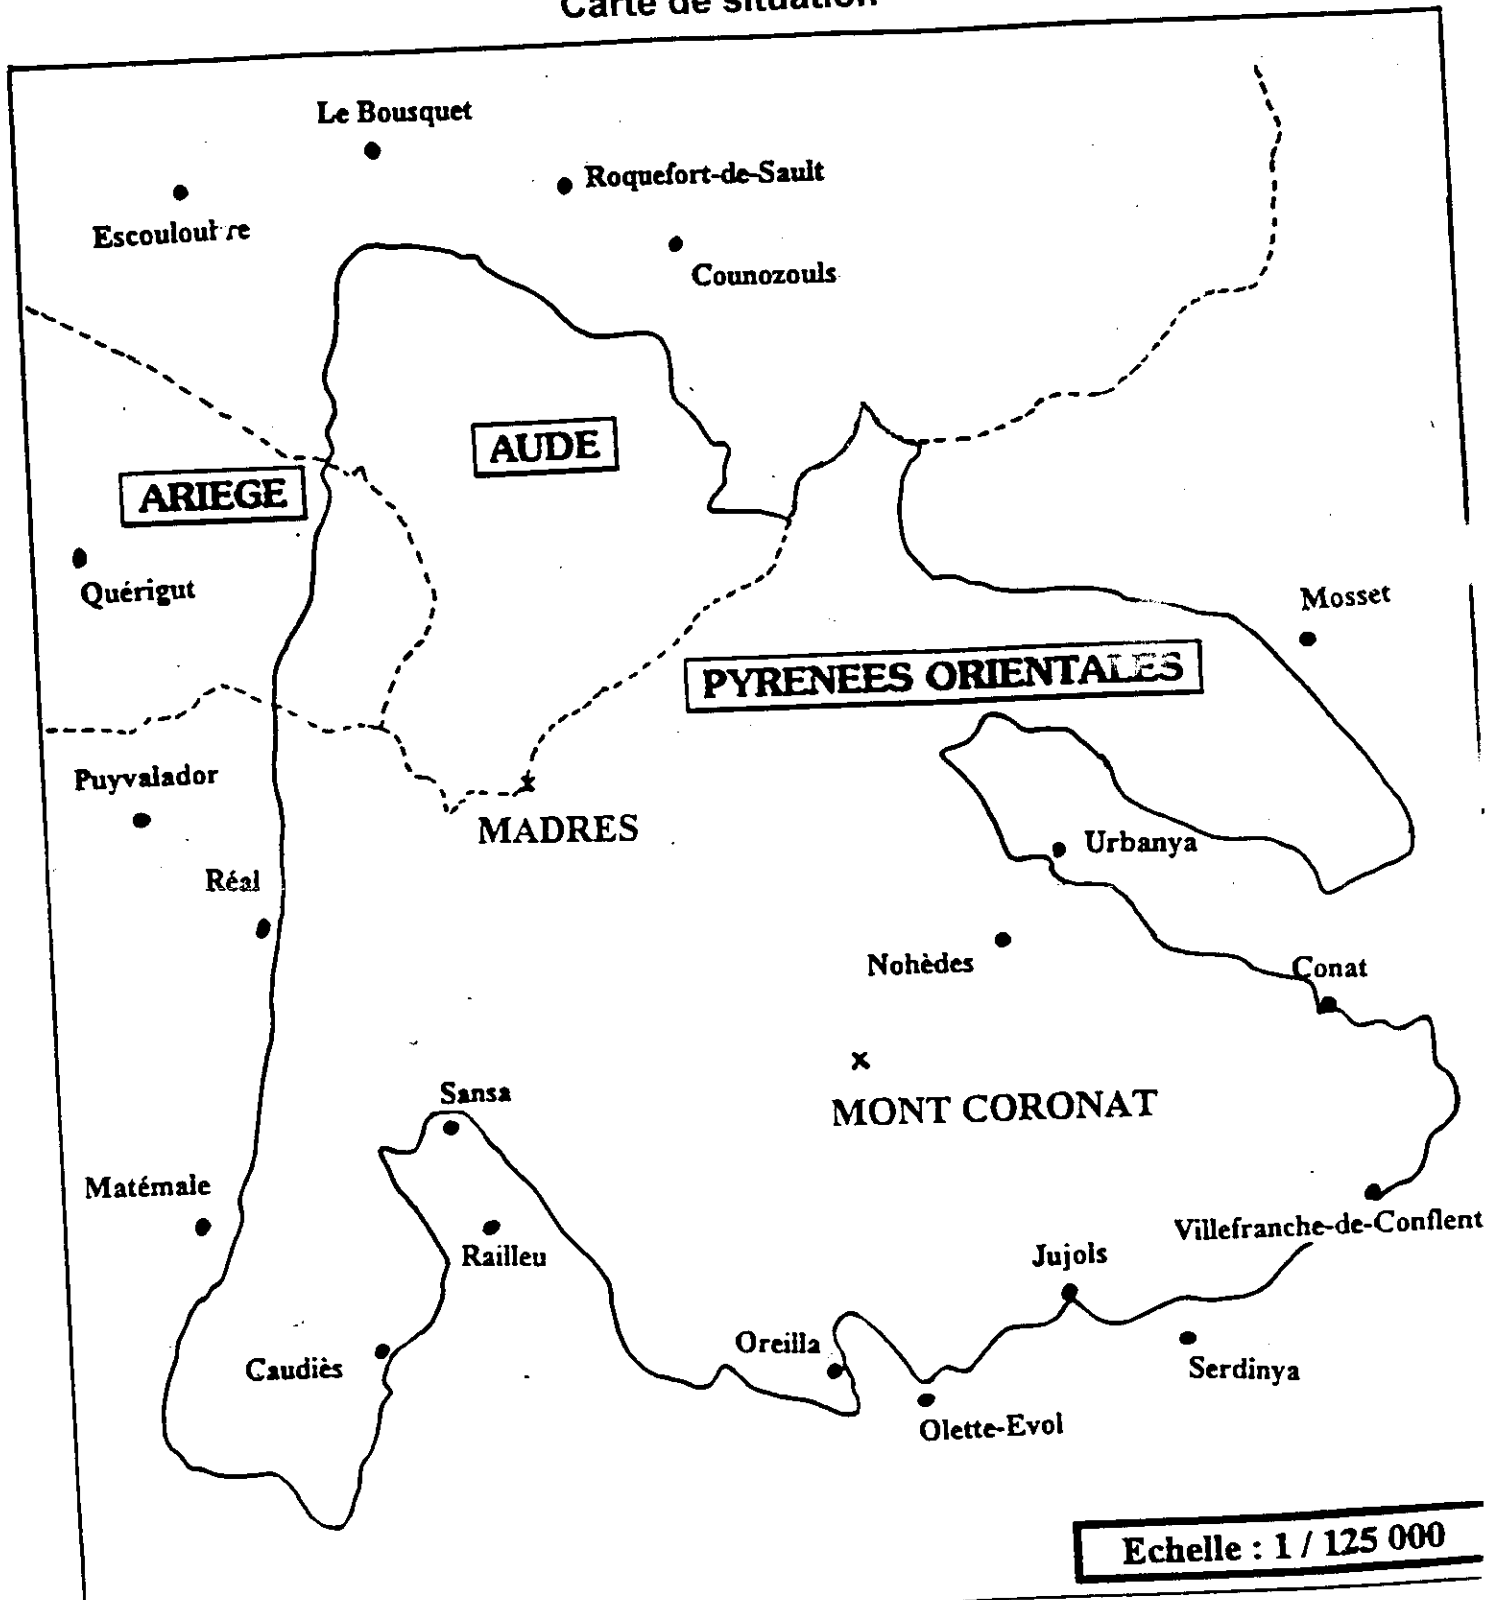 Carte de situation
Le Bousquet
Roquefort-de-Sault
Escouloubre
Counozouls
AUDE
ARIEGE
Quérigut
Mosset
PYRENEES ORIENTALES
Puyvalador
MADRES
Urbanya
Réal
Nohèdes
Conat
Sansa
MONT CORONAT
Matémale
Villefranche-de-Conflent
Railleu
Jujols
Oreilla
Caudiès
Serdinya
Olette-Evol
Echelle : 1 / 125 000